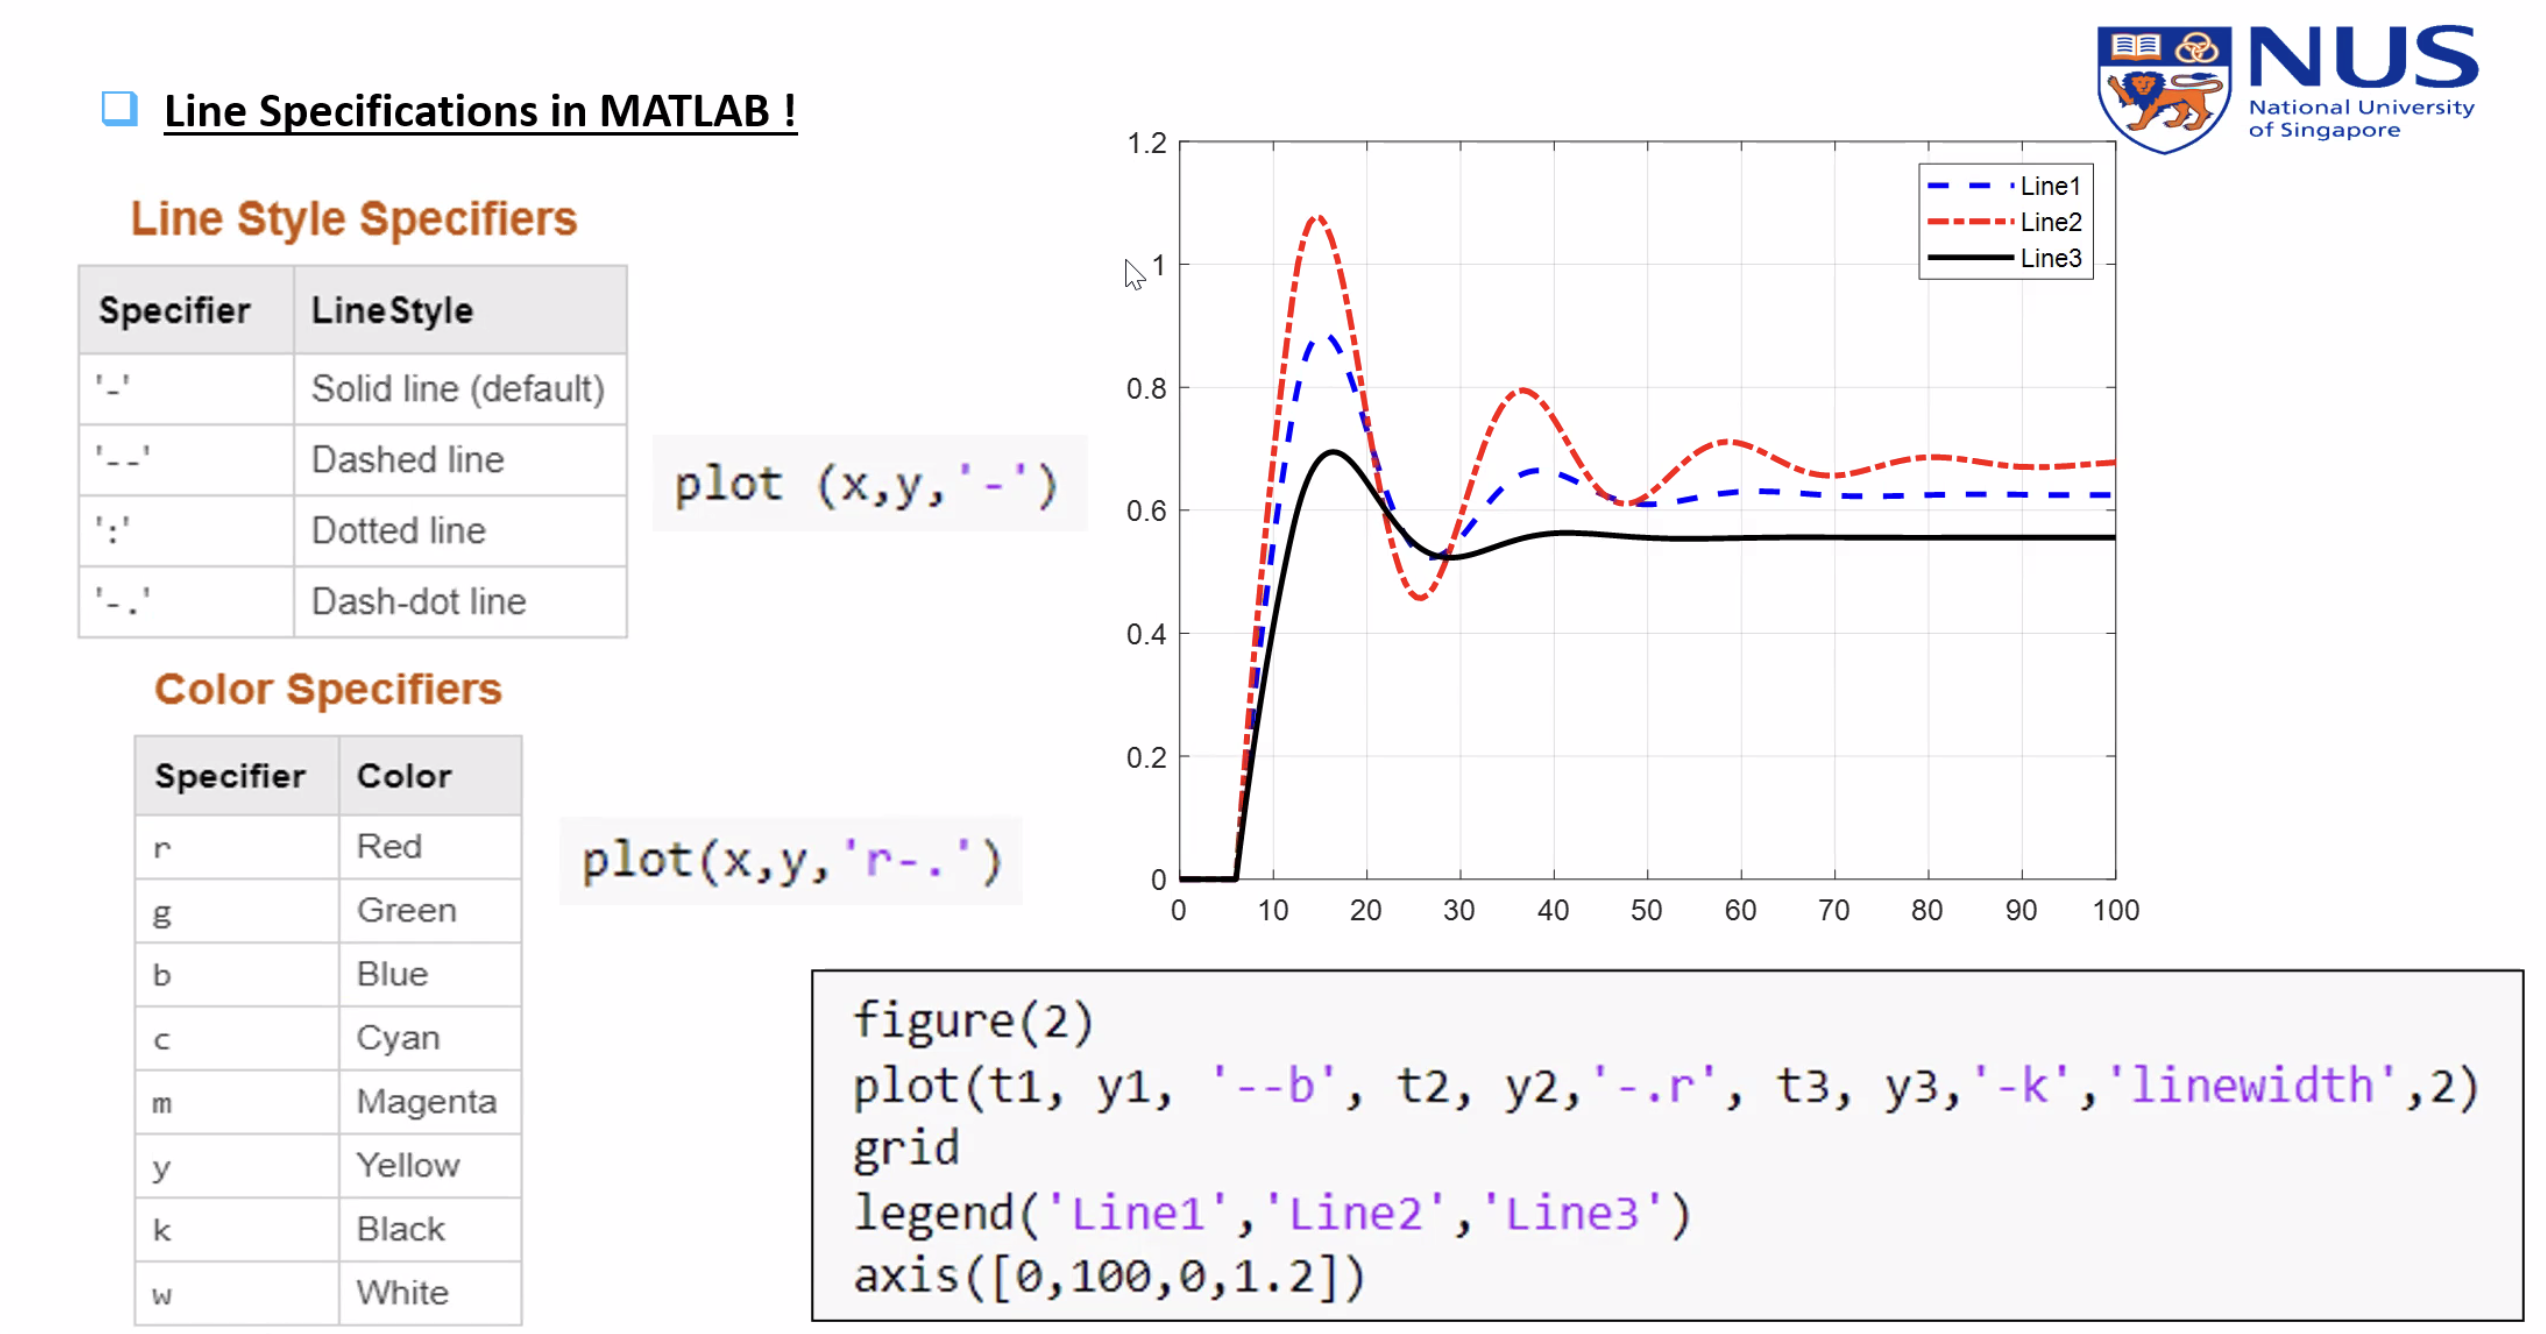 NUS
National University
of Singapore
Line Specifications in MATLAB !
Line Style Specifiers
Specifier LineStyle
'-' Solid line (default)
'--' Dashed line
':' Dotted line
'-.' Dash-dot line
plot (x,y,'-')
Color Specifiers
Specifier Color
r Red
g Green
b Blue
c Cyan
m Magenta
y Yellow
k Black
w White
plot(x,y,'r-.')
1.2
1
0.8
0.6
0.4
0.2
0
0 10 20 30 40 50 60 70 80 90 100
Line1
Line2
Line3
figure(2)
plot(t1, y1, '--b', t2, y2,'-.r', t3, y3,'-k','linewidth',2)
grid
legend('Line1','Line2','Line3')
axis([0,100,0,1.2])